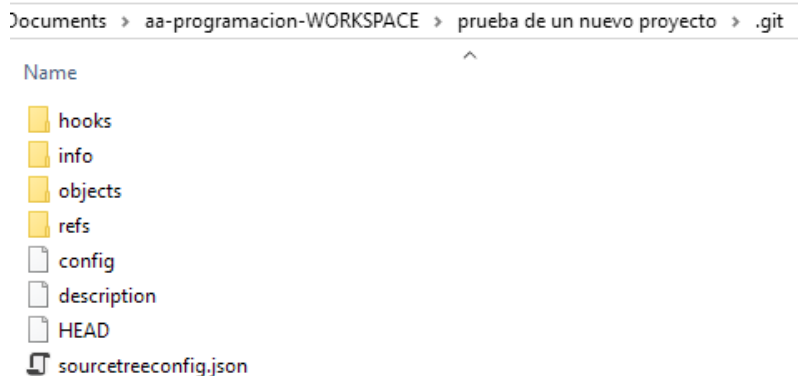 Documents > aa-programacion-WORKSPACE > prueba de un nuevo proyecto > .git
Name
hooks
info
objects
refs
config
description
HEAD
sourcetreeconfig.json